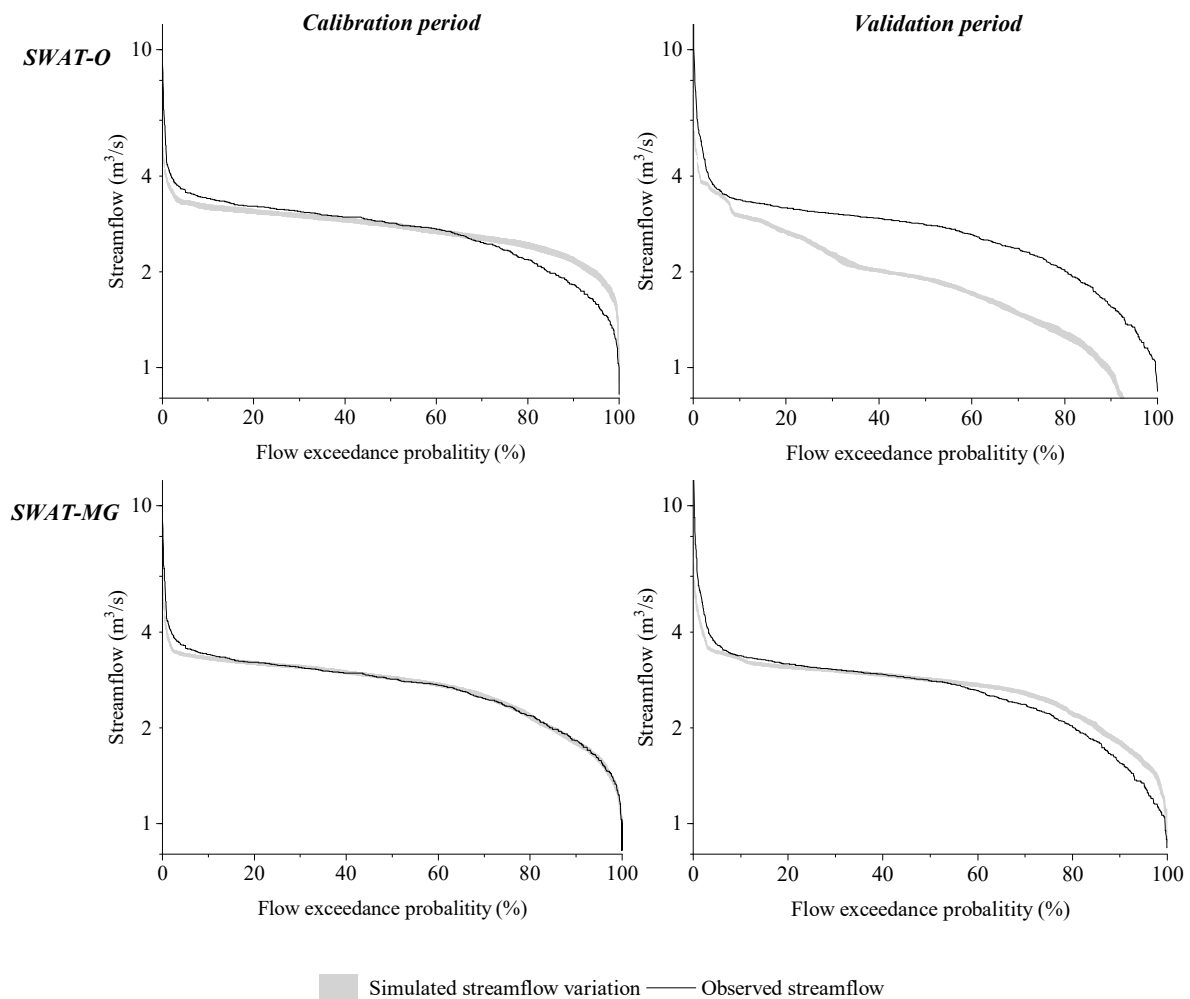 Calibration period
Validation period
SWAT-O
10
4
2
1
Streamflow (m³/s)
0 20 40 60 80 100
Flow exceedance probalitity (%)
10
4
2
1
Streamflow (m³/s)
0 20 40 60 80 100
Flow exceedance probalitity (%)
SWAT-MG
10
4
2
1
Streamflow (m³/s)
0 20 40 60 80 100
Flow exceedance probalitity (%)
10
4
2
1
Streamflow (m³/s)
0 20 40 60 80 100
Flow exceedance probalitity (%)
Simulated streamflow variation Observed streamflow